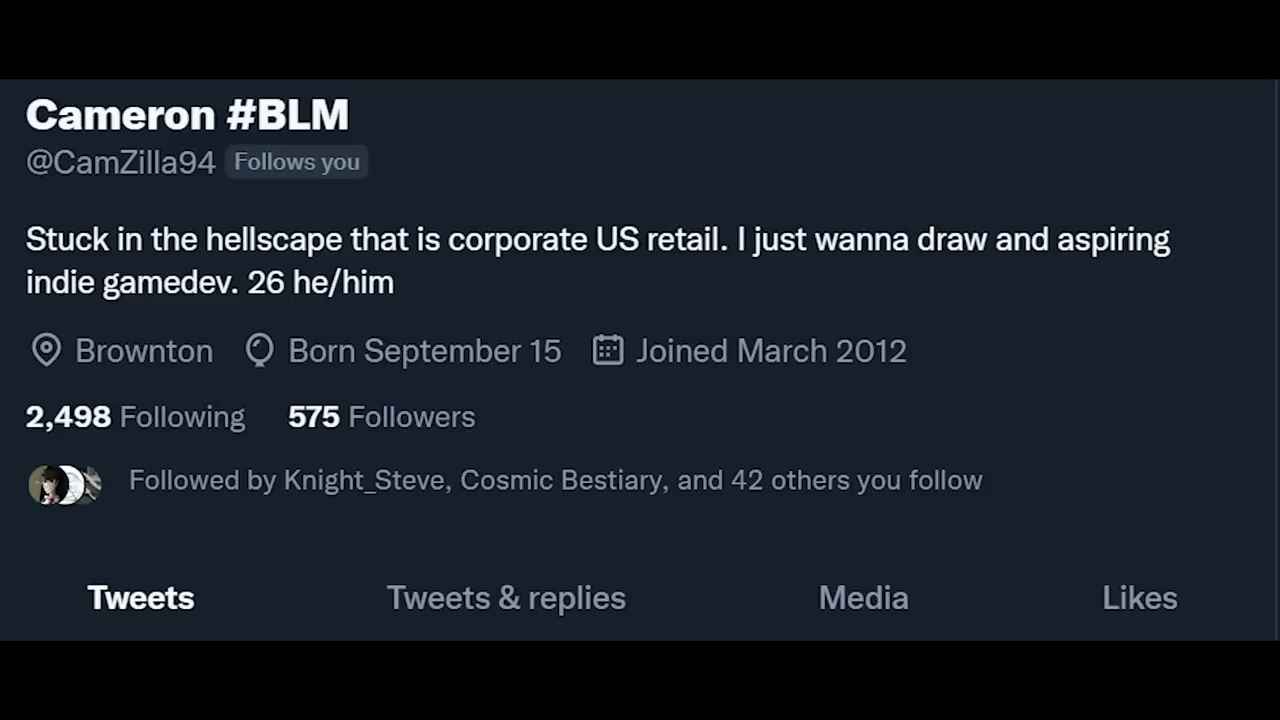 Cameron #BLM
@CamZilla94 Follows you
Stuck in the hellscape that is corporate US retail. I just wanna draw and aspiring
indie gamedev. 26 he/him
Brownton Born September 15 Joined March 2012
2,498 Following 575 Followers
Followed by Knight_Steve, Cosmic Bestiary, and 42 others you follow
Tweets Tweets & replies Media Likes